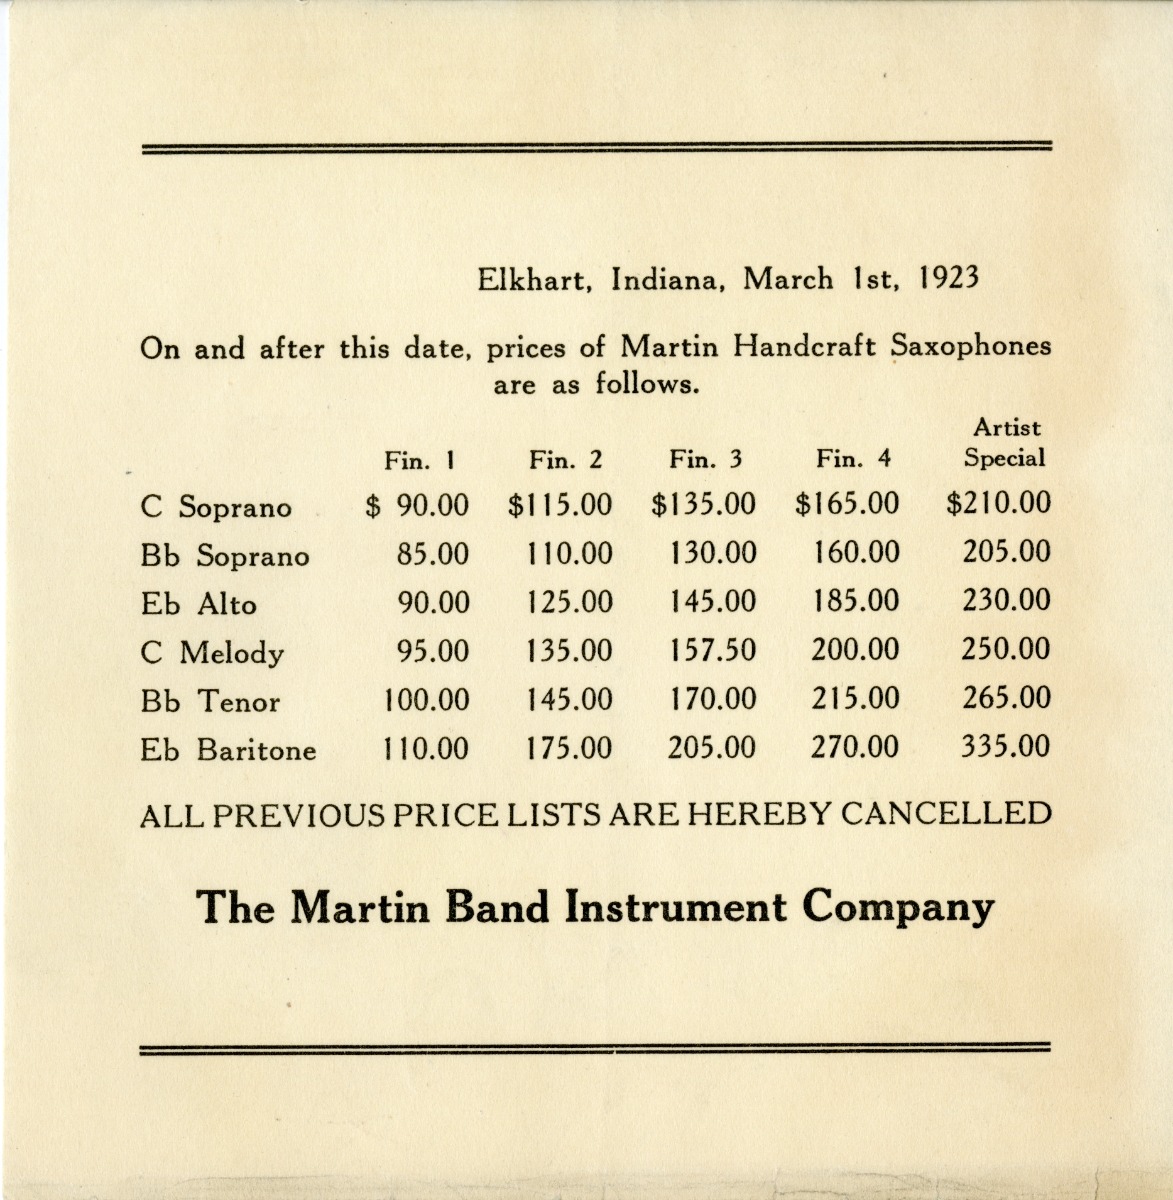 Elkhart, Indiana, March 1st, 1923
On and after this date, prices of Martin Handcraft Saxophones
are as follows.
Artist
Fin. 1 Fin. 2 Fin. 3 Fin. 4 Special
C Soprano $ 90.00 $115.00 $135.00 $165.00 $210.00
Bb Soprano 85.00 110.00 130.00 160.00 205.00
Eb Alto 90.00 125.00 145.00 185.00 230.00
C Melody 95.00 135.00 157.50 200.00 250.00
Bb Tenor 100.00 145.00 170.00 215.00 265.00
Eb Baritone 110.00 175.00 205.00 270.00 335.00
ALL PREVIOUS PRICE LISTS ARE HEREBY CANCELLED
The Martin Band Instrument Company